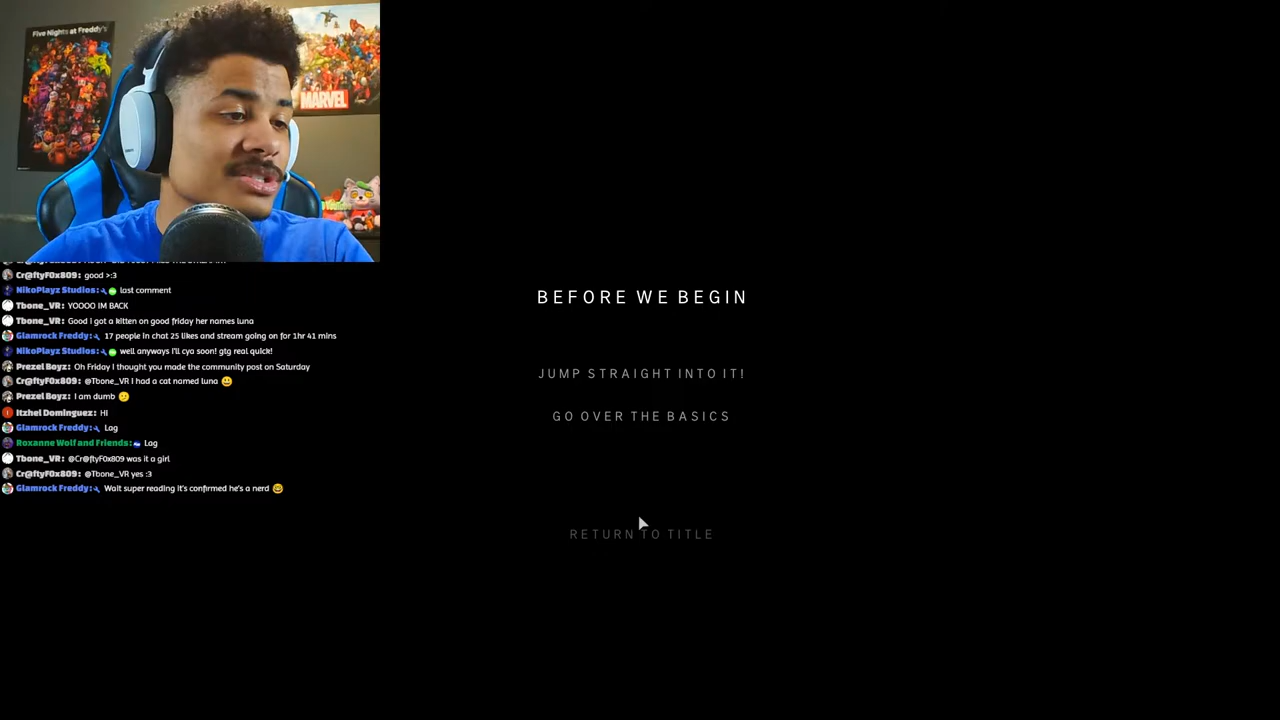 Five Nights at Freddy's
MARVEL
Cr@ftyF0x809: good >:3
NikoPlayz Studios: last comment
Tbone_VR: YOOOO IM BACK
Tbone_VR: Good i got a kitten on good friday her names luna
Glamrock Freddy: 17 people in chat 25 likes and stream going on for 1hr 41 mins
NikoPlayz Studios: well anyways I'll cya soon! gtg real quick!
Prezel Boyz: Oh Friday I thought you made the community post on Saturday
Cr@ftyF0x809: @Tbone_VR I had a cat named luna 😃
Prezel Boyz: I am dumb 😕
I
Itzhel Dominguez: HI
Glamrock Freddy: Lag
Roxanne Wolf and Friends: Lag
Tbone_VR: @Cr@ftyF0x809 was it a girl
Cr@ftyF0x809: @Tbone_VR yes :3
Glamrock Freddy: Wait super reading it's confirmed he's a nerd 🤓
BEFORE WE BEGIN
JUMP STRAIGHT INTO IT!
GO OVER THE BASICS
RETURN TO TITLE